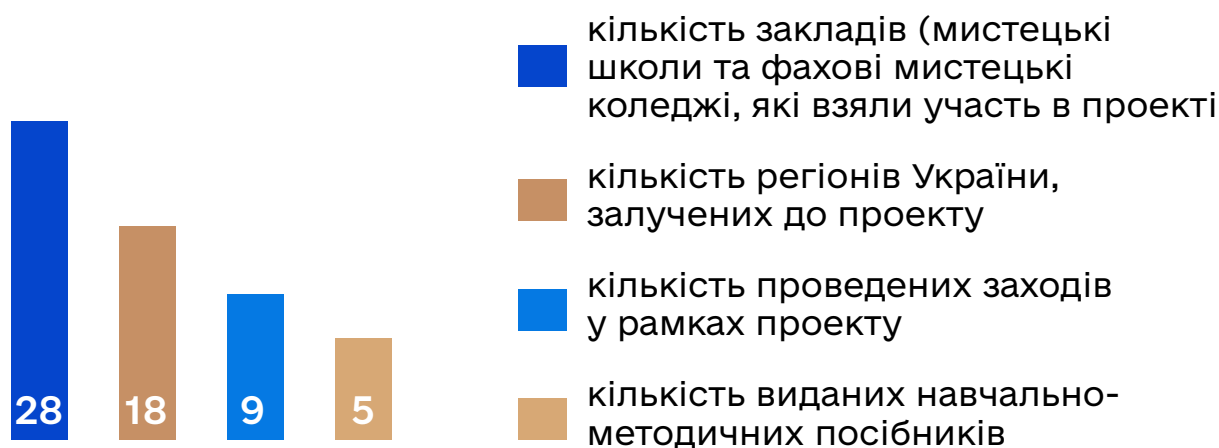 кількість закладів (мистецькі
школи та фахові мистецькі
коледжі, які взяли участь в проекті
кількість регіонів України,
залучених до проекту
кількість проведених заходів
у рамках проекту
кількість виданих навчально-
методичних посібників
28
18
9
5